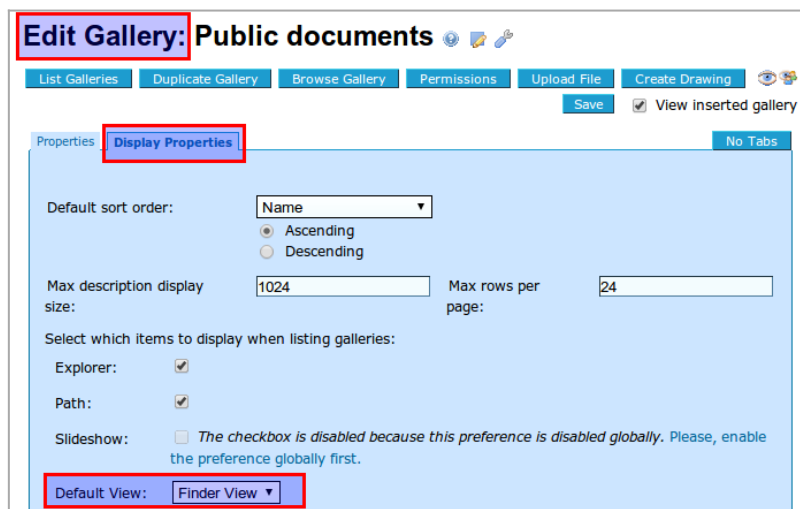 Edit Gallery: Public documents
List Galleries Duplicate Gallery Browse Gallery Permissions Upload File Create Drawing
Save View inserted gallery
Properties Display Properties No Tabs
Default sort order: Name
Ascending
Descending
Max description display size: 1024 Max rows per page: 24
Select which items to display when listing galleries:
Explorer:
Path:
Slideshow: The checkbox is disabled because this preference is disabled globally. Please, enable
the preference globally first.
Default View: Finder View